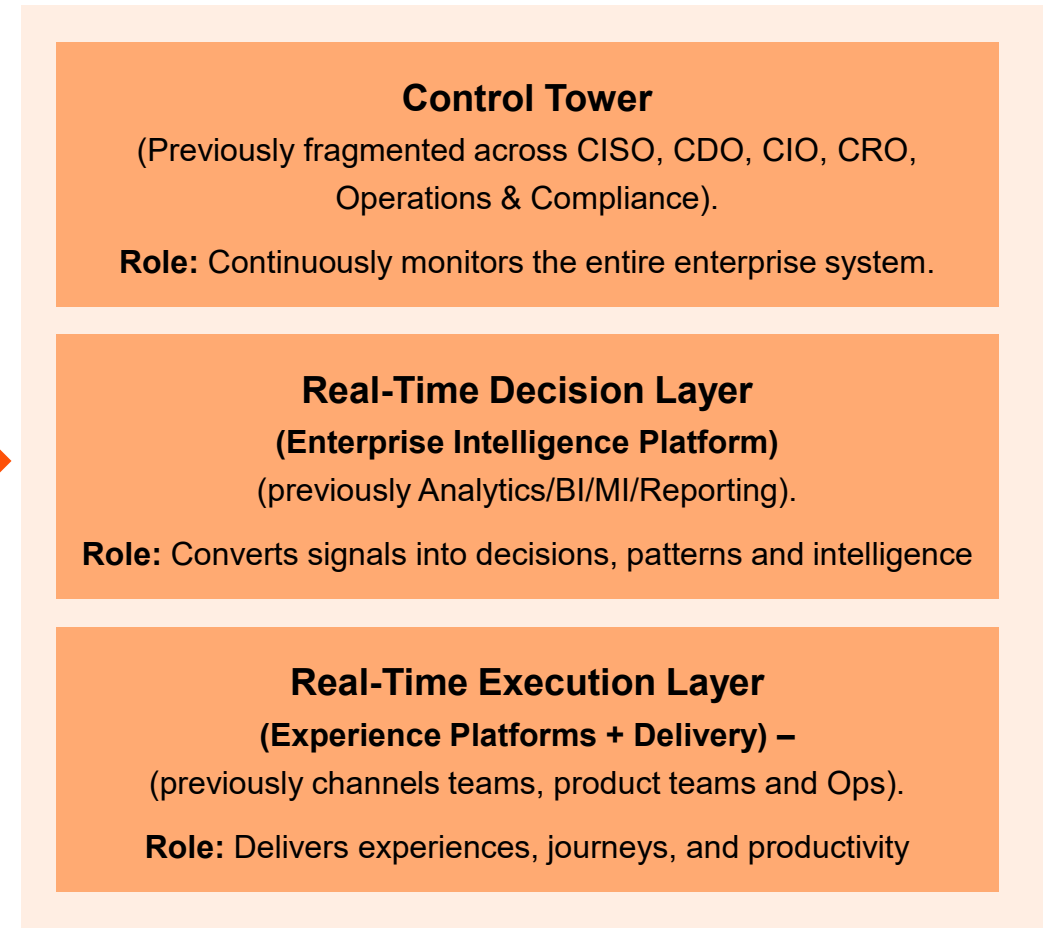 Control Tower
(Previously fragmented across CISO, CDO, CIO, CRO,
Operations & Compliance).
Role: Continuously monitors the entire enterprise system.
Real-Time Decision Layer
(Enterprise Intelligence Platform)
(previously Analytics/BI/MI/Reporting).
Role: Converts signals into decisions, patterns and intelligence
Real-Time Execution Layer
(Experience Platforms + Delivery) –
(previously channels teams, product teams and Ops).
Role: Delivers experiences, journeys, and productivity